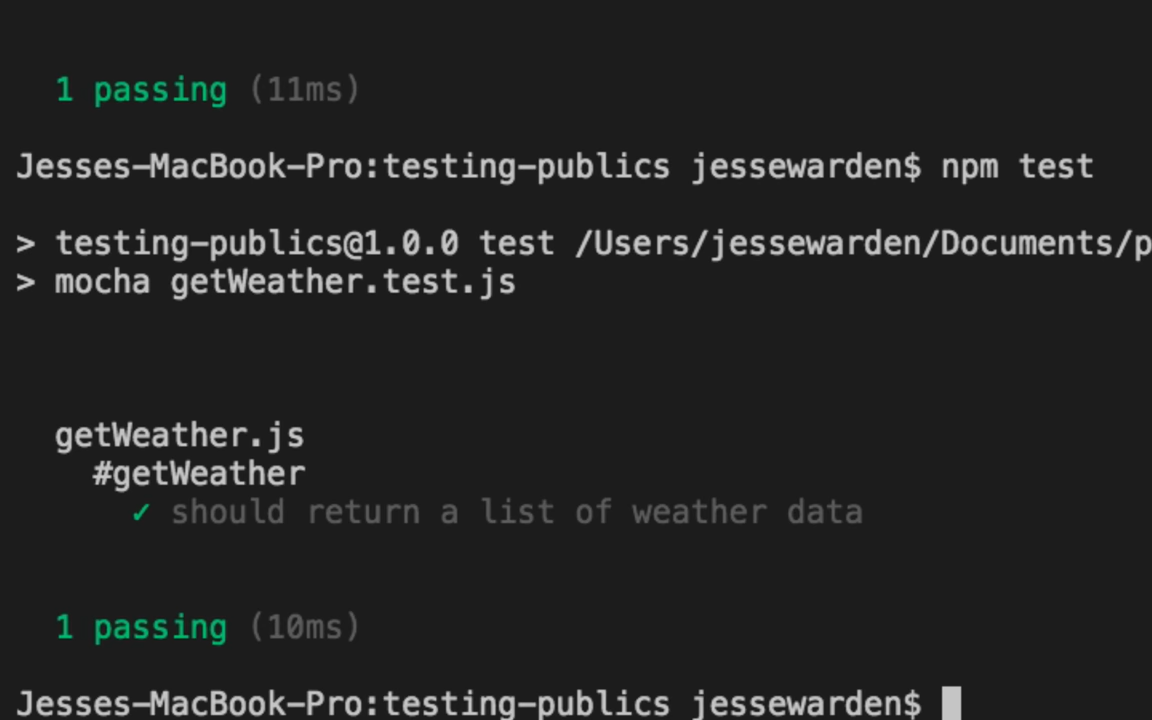 1 passing (11ms)
Jesses-MacBook-Pro:testing-publics jessewarden$ npm test
> testing-publics@1.0.0 test /Users/jessewarden/Documents/p
> mocha getWeather.test.js
getWeather.js
#getWeather
✓ should return a list of weather data
1 passing (10ms)
Jesses-MacBook-Pro:testing-publics jessewarden$